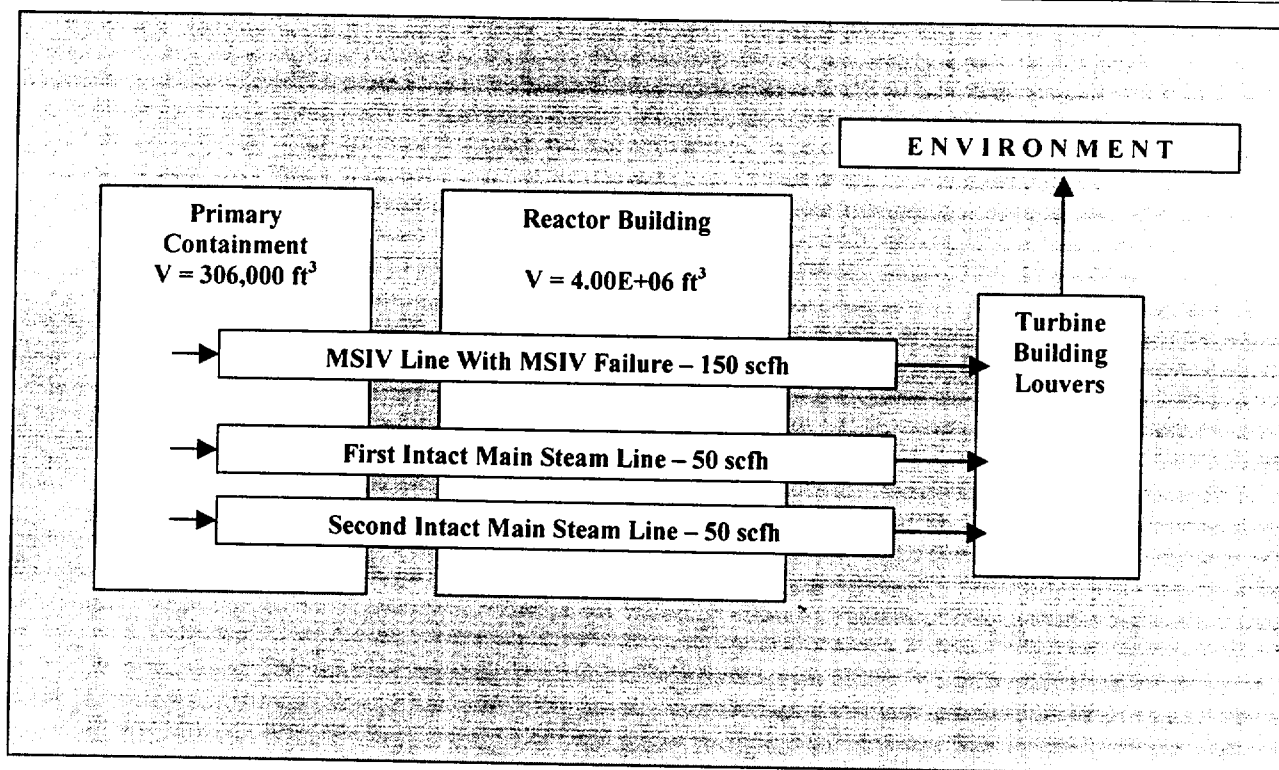 ENVIRONMENT
Primary
Containment
V = 306,000 ft³
Reactor Building
V = 4.00E+06 ft³
MSIV Line With MSIV Failure – 150 scfh
First Intact Main Steam Line – 50 scfh
Second Intact Main Steam Line – 50 scfh
Turbine
Building
Louvers